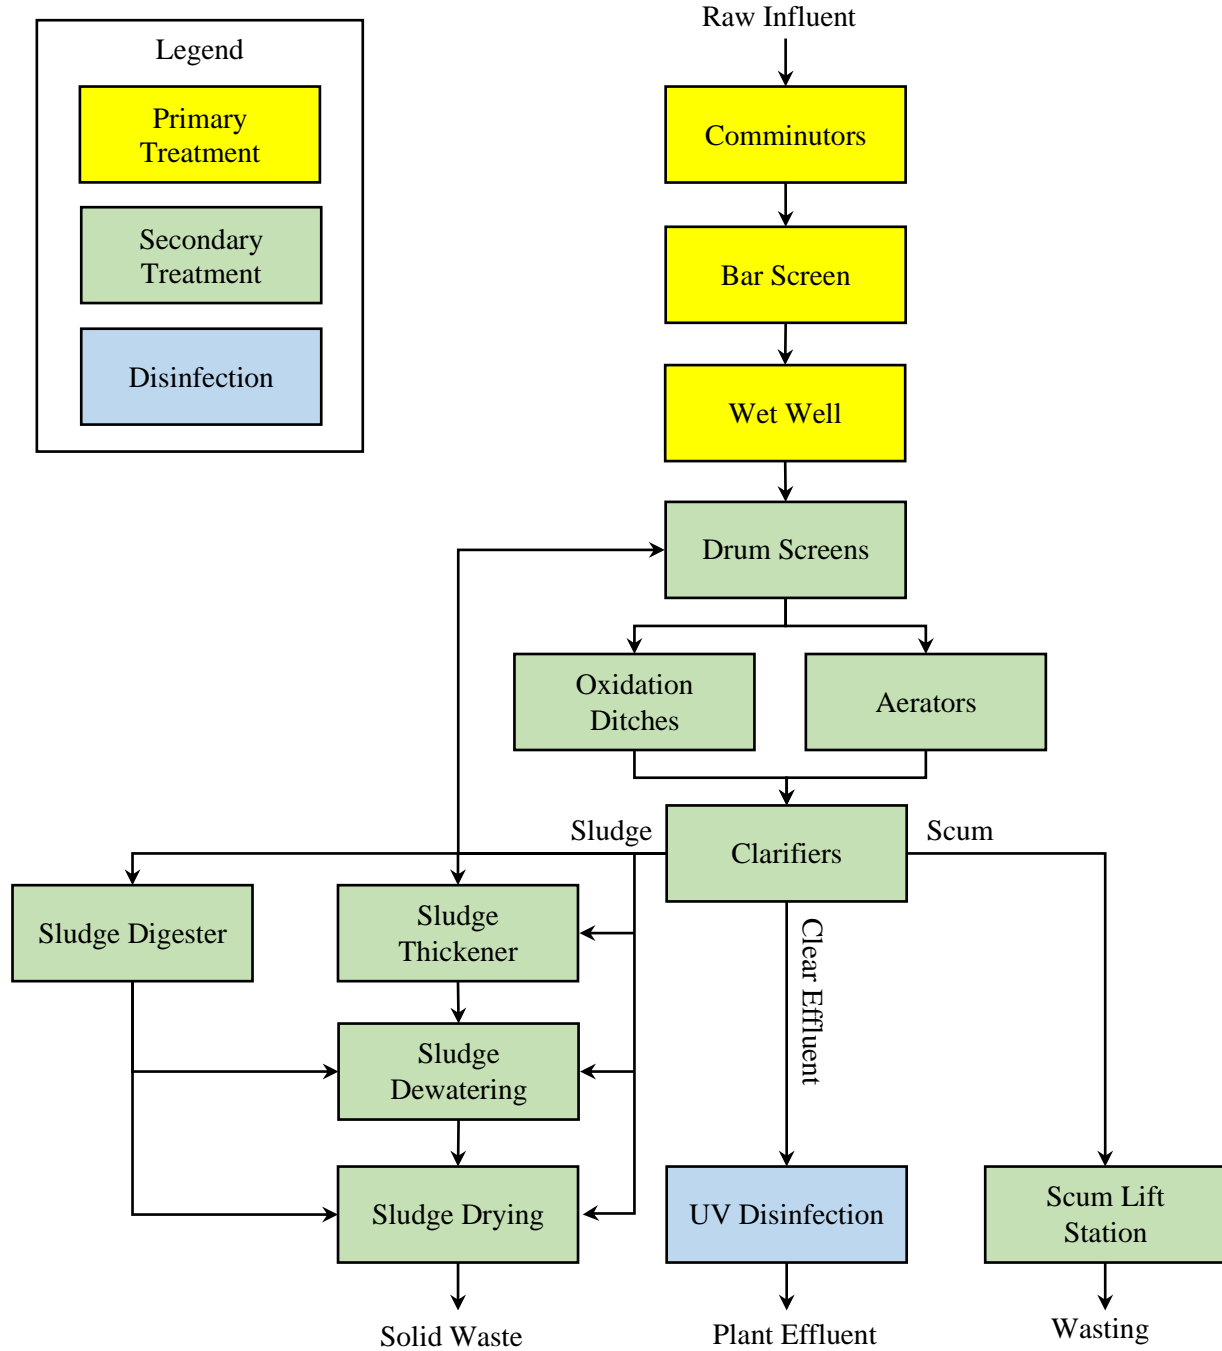 Raw Influent
Legend
Primary
Treatment
Secondary
Treatment
Disinfection
Comminutors
Bar Screen
Wet Well
Drum Screens
Oxidation
Ditches
Aerators
Sludge
Clarifiers
Scum
Sludge Digester
Sludge
Thickener
Clear Effluent
Sludge
Dewatering
Sludge Drying
UV Disinfection
Scum Lift
Station
Solid Waste
Plant Effluent
Wasting